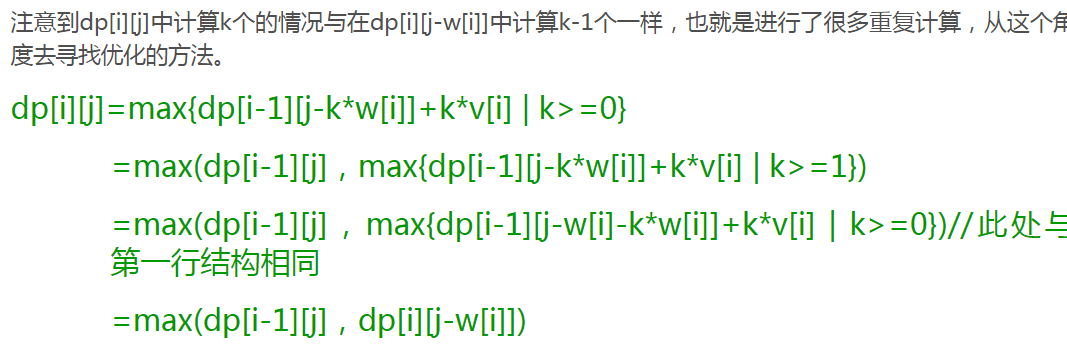 注意到dp[i][j]中计算k个的情况与在dp[i][j-w[i]]中计算k-1个一样，也就是进行了很多重复计算，从这个角
度去寻找优化的方法。
dp[i][j]=max{dp[i-1][j-k*w[i]]+k*v[i] | k>=0}
=max(dp[i-1][j]，max{dp[i-1][j-k*w[i]]+k*v[i] | k>=1})
=max(dp[i-1][j]，max{dp[i-1][j-w[i]-k*w[i]]+k*v[i] | k>=0})//此处与
第一行结构相同
=max(dp[i-1][j]，dp[i][j-w[i]])